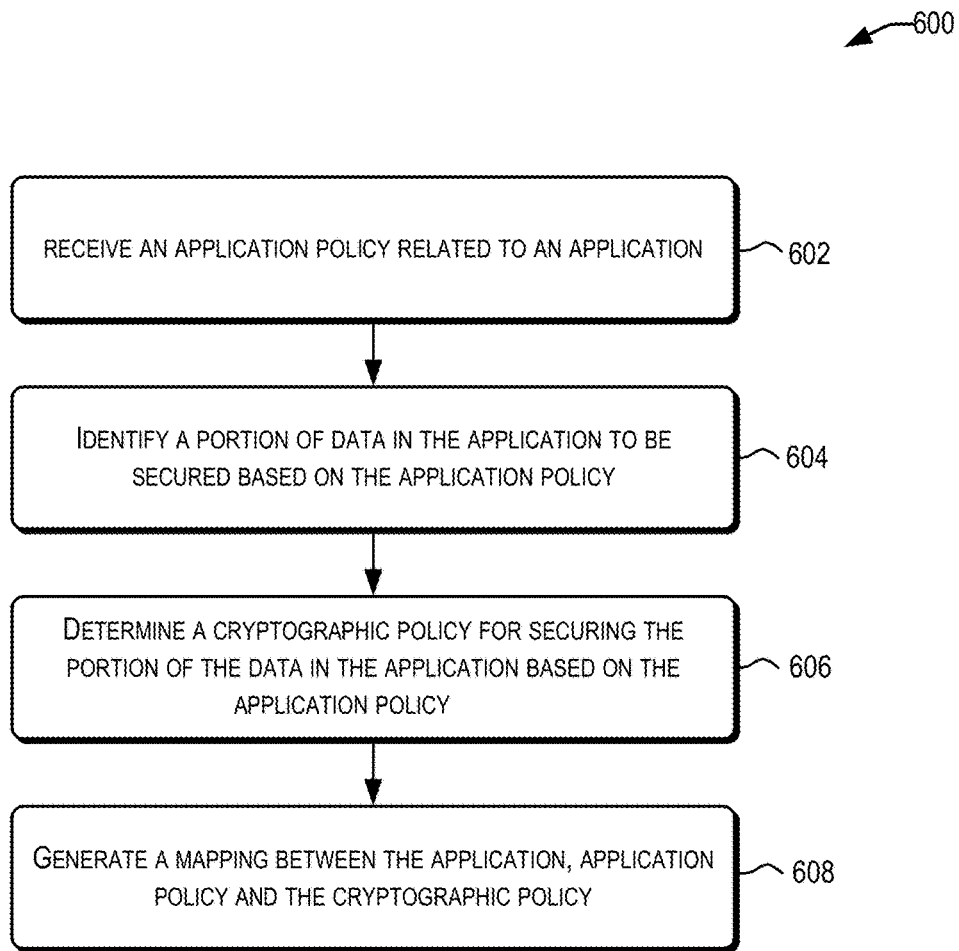 600
RECEIVE AN APPLICATION POLICY RELATED TO AN APPLICATION
602
IDENTIFY A PORTION OF DATA IN THE APPLICATION TO BE
SECURED BASED ON THE APPLICATION POLICY
604
DETERMINE A CRYPTOGRAPHIC POLICY FOR SECURING THE
PORTION OF THE DATA IN THE APPLICATION BASED ON THE
APPLICATION POLICY
606
GENERATE A MAPPING BETWEEN THE APPLICATION, APPLICATION
POLICY AND THE CRYPTOGRAPHIC POLICY
608